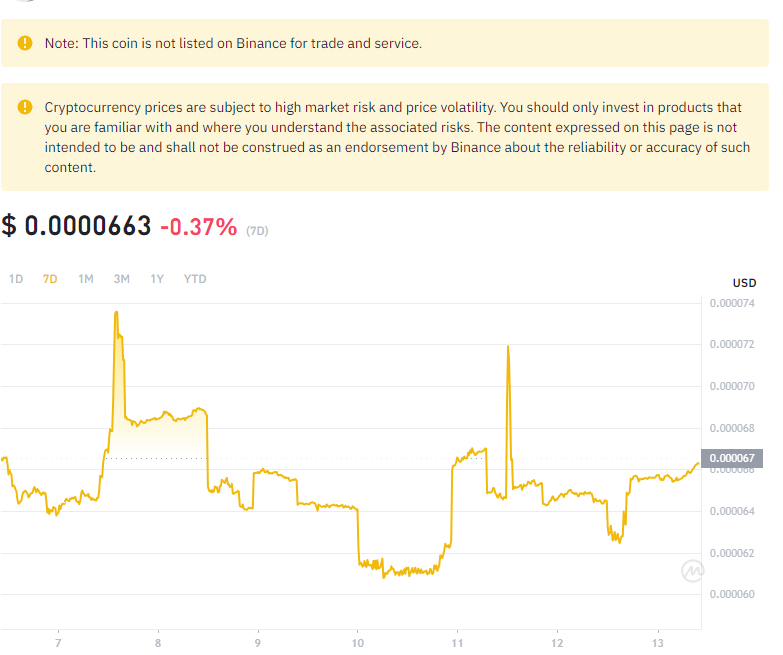 Note: This coin is not listed on Binance for trade and service.
Cryptocurrency prices are subject to high market risk and price volatility. You should only invest in products that
you are familiar with and where you understand the associated risks. The content expressed on this page is not
intended to be and shall not be construed as an endorsement by Binance about the reliability or accuracy of such
content.
$ 0.0000663 -0.37% (7D)
1D 7D 1M 3M 1Y YTD
USD
0.000074
0.000072
0.000070
0.000068
0.000067
0.000066
0.000064
0.000062
0.000060
7 8 9 10 11 12 13